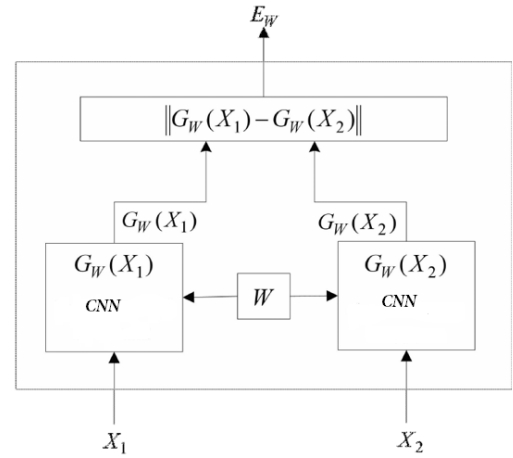 E_W
‖G_W(X_1) − G_W(X_2)‖
G_W(X_1)
G_W(X_2)
G_W(X_1)
CNN
W
G_W(X_2)
CNN
X_1
X_2